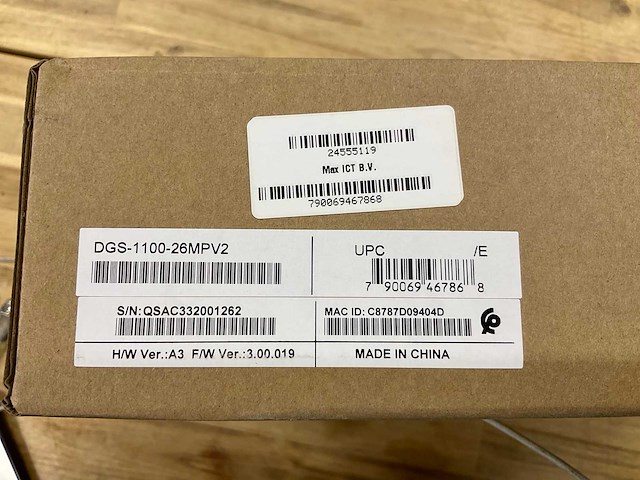 24555119
Max ICT B.V.
790069467868
DGS-1100-26MPV2
UPC /E
7 90069 46786 8
S/N:QSAC332001262
MAC ID: C8787D09404D
H/W Ver.:A3 F/W Ver.:3.00.019
MADE IN CHINA